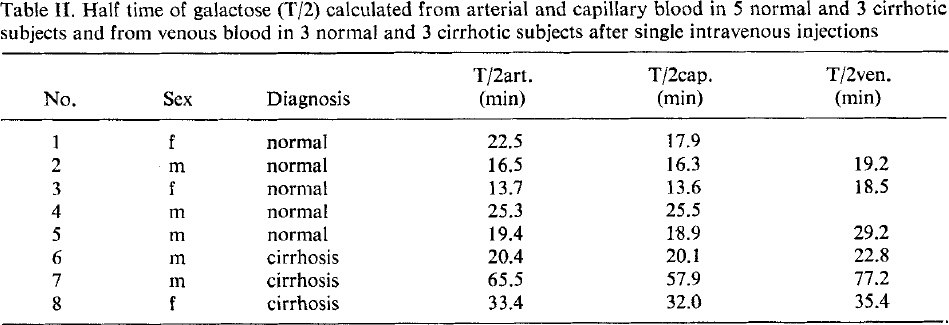 Table II. Half time of galactose (T/2) calculated from arterial and capillary blood in 5 normal and 3 cirrhotic
subjects and from venous blood in 3 normal and 3 cirrhotic subjects after single intravenous injections
No. Sex Diagnosis T/2art. (min) T/2cap. (min) T/2ven. (min)
1 f normal 22.5 17.9
2 m normal 16.5 16.3 19.2
3 f normal 13.7 13.6 18.5
4 m normal 25.3 25.5
5 m normal 19.4 18.9 29.2
6 m cirrhosis 20.4 20.1 22.8
7 m cirrhosis 65.5 57.9 77.2
8 f cirrhosis 33.4 32.0 35.4